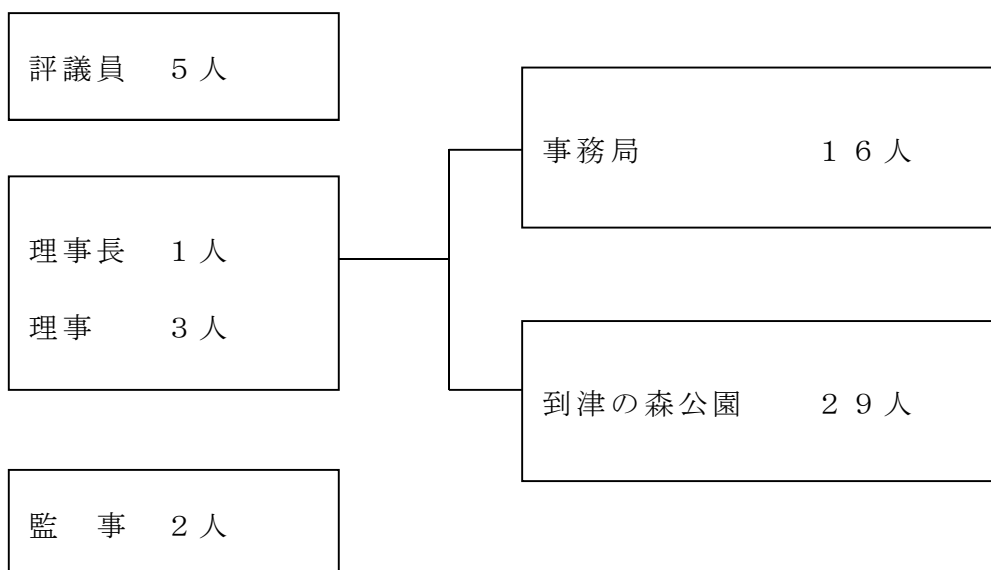 評議員　５人
理事長　１人
理事　　３人
監　事　２人
事務局　　　　　１６人
到津の森公園　　２９人